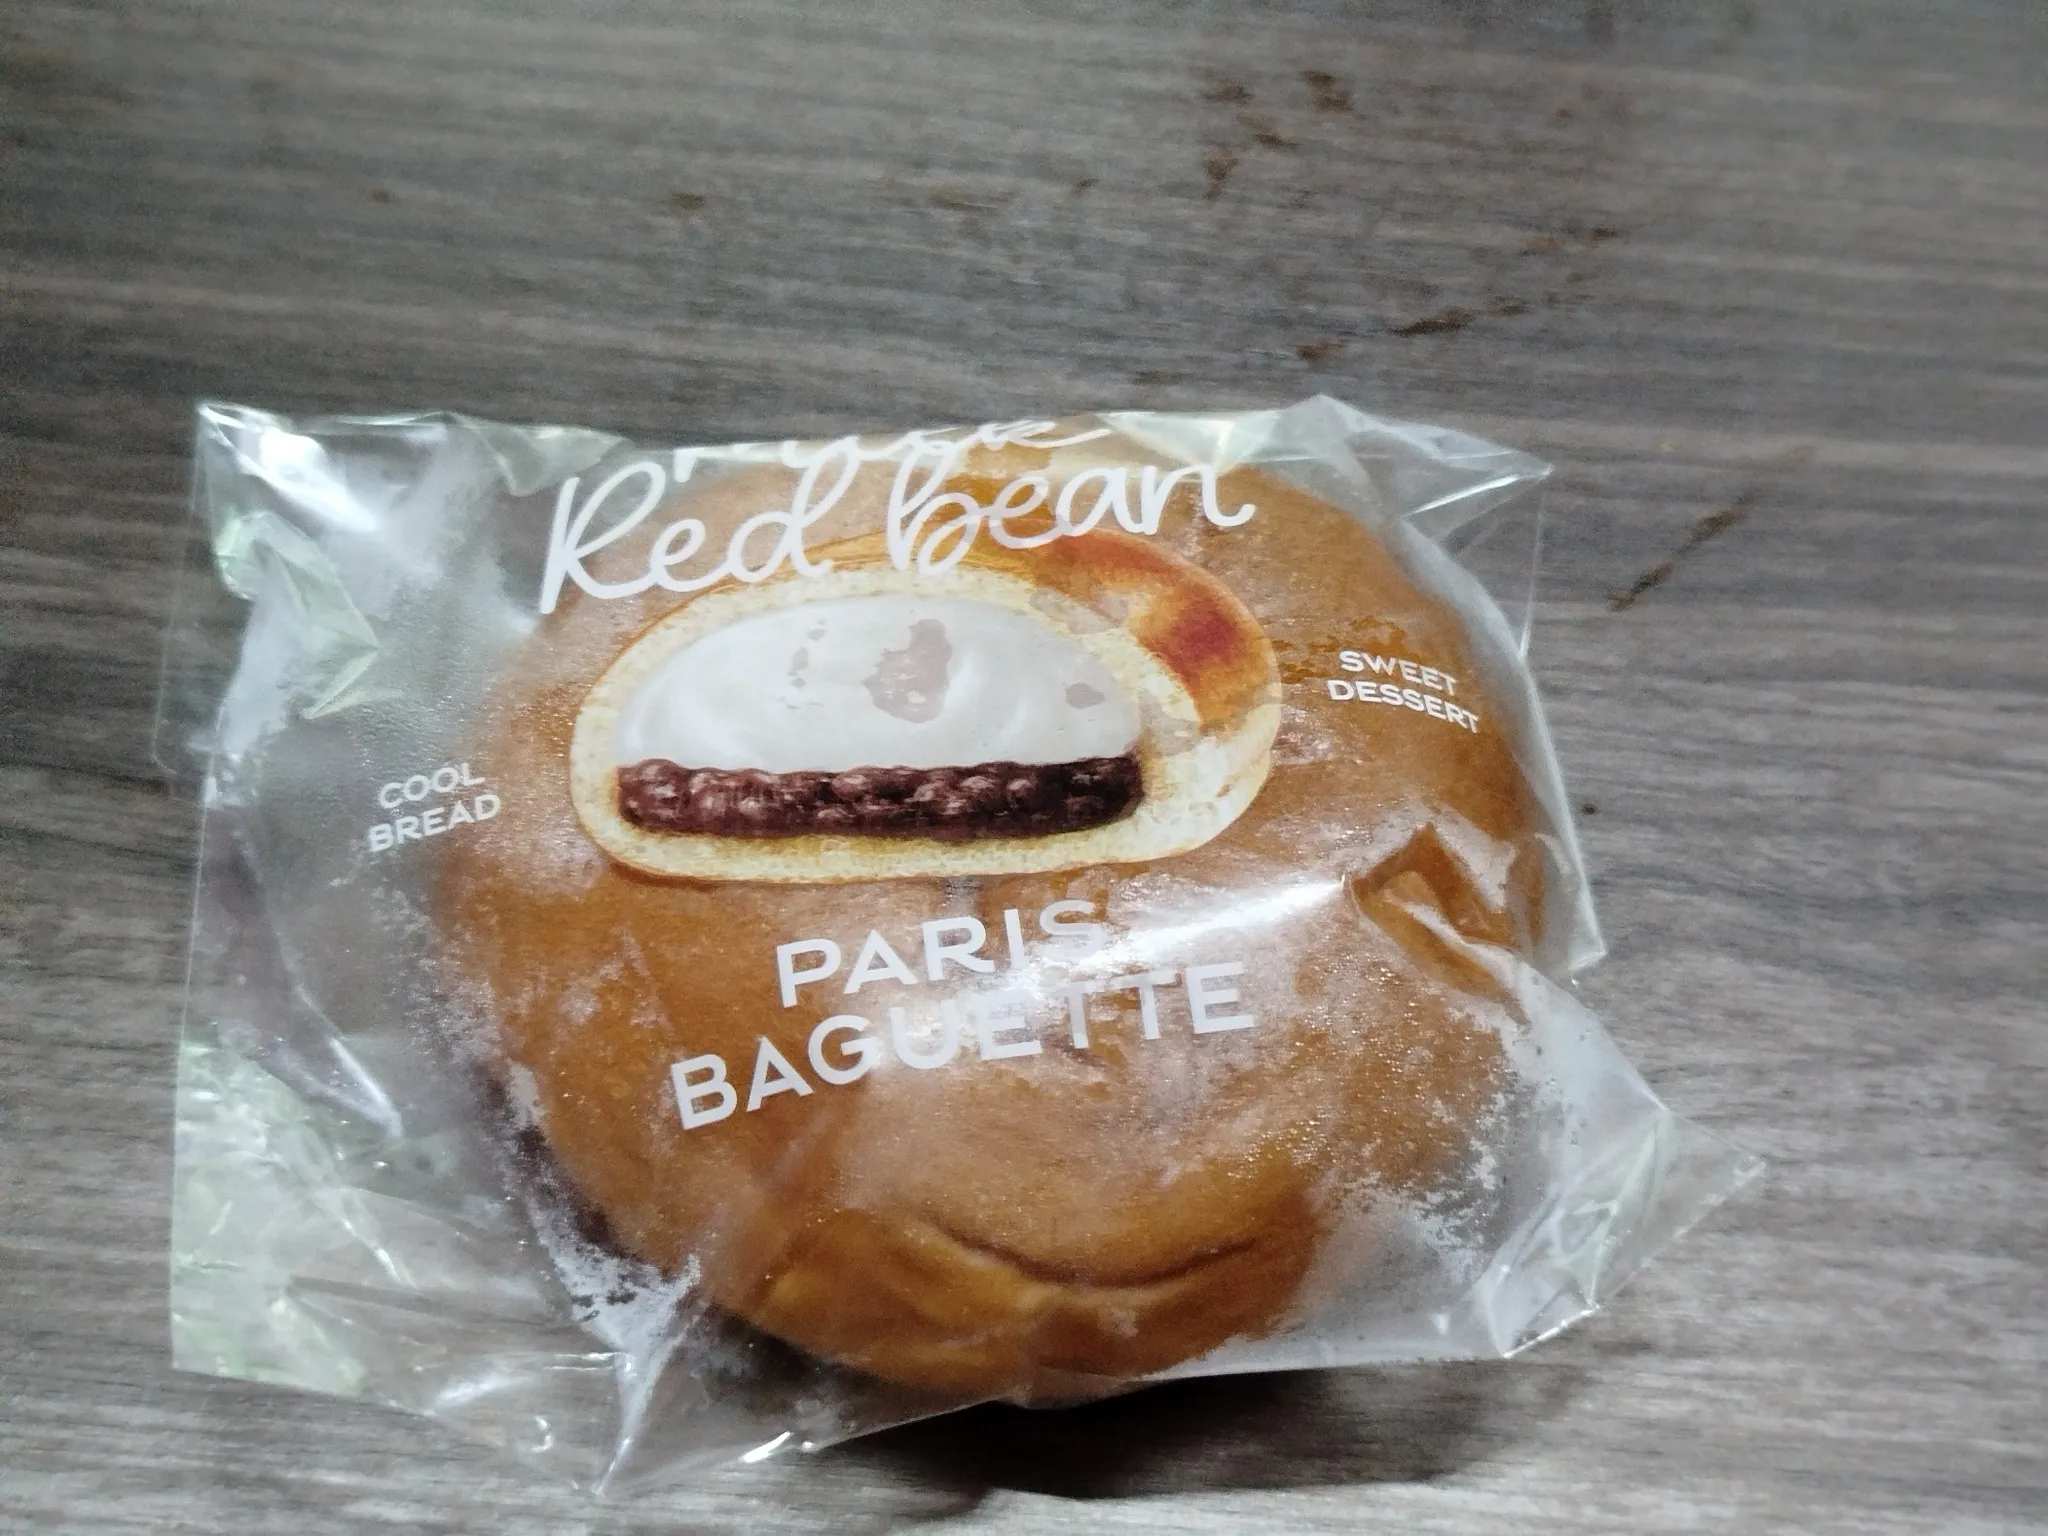 Red bean
SWEET
DESSERT
COOL
BREAD
PARIS
BAGUETTE